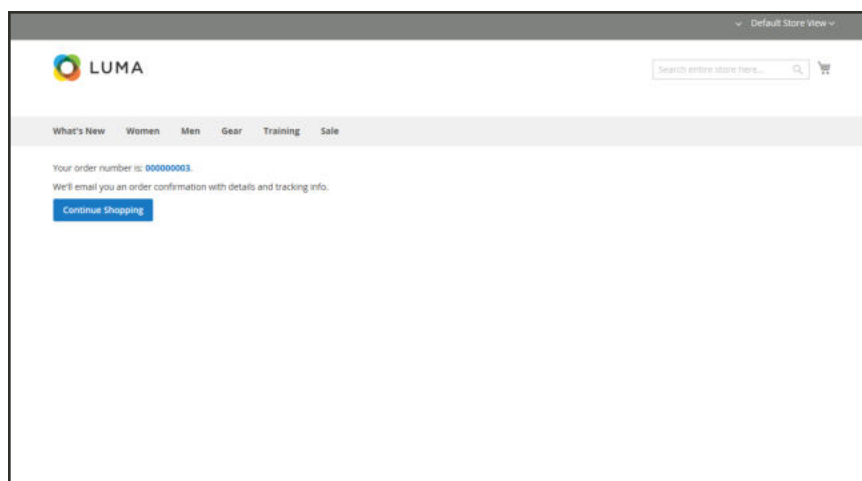 Default Store View
LUMA
Search entire store here...
What's New Women Men Gear Training Sale
Your order number is: 000000003.
We'll email you an order confirmation with details and tracking info.
Continue Shopping